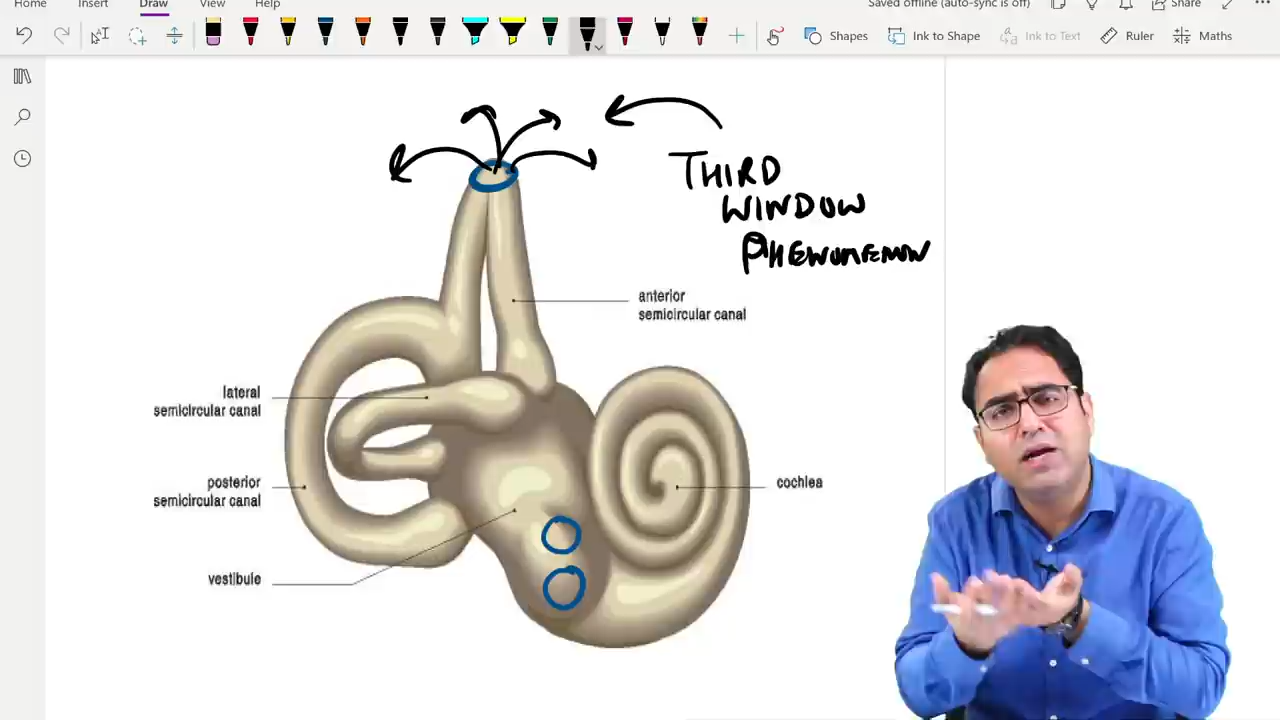 Home Insert Draw View Help Saved offline (auto-sync is off) Share
Shapes Ink to Shape Ink to Text Ruler Maths
THIRD
WINDOW
PHENOMENON
anterior
semicircular canal
lateral
semicircular canal
posterior
semicircular canal
cochlea
vestibule